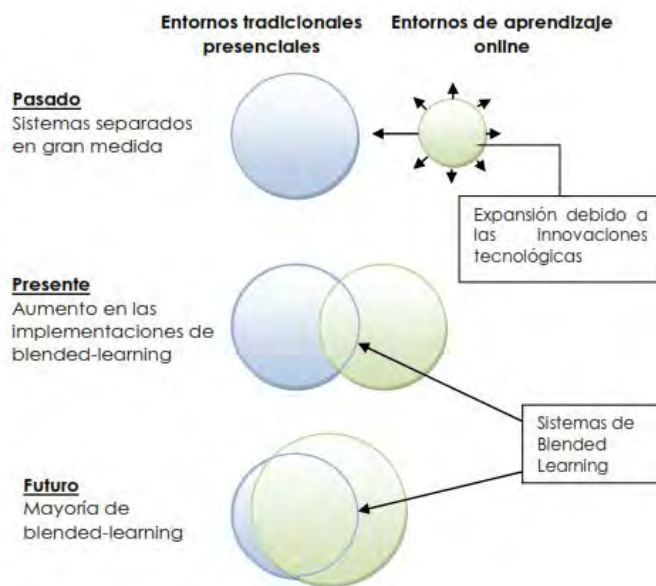 Entornos tradicionales
presenciales
Entornos de aprendizaje
online
Pasado
Sistemas separados
en gran medida
Expansión debido a
las innovaciones
tecnológicas
Presente
Aumento en las
implementaciones de
blended-learning
Sistemas de
Blended
Learning
Futuro
Mayoría de
blended-learning